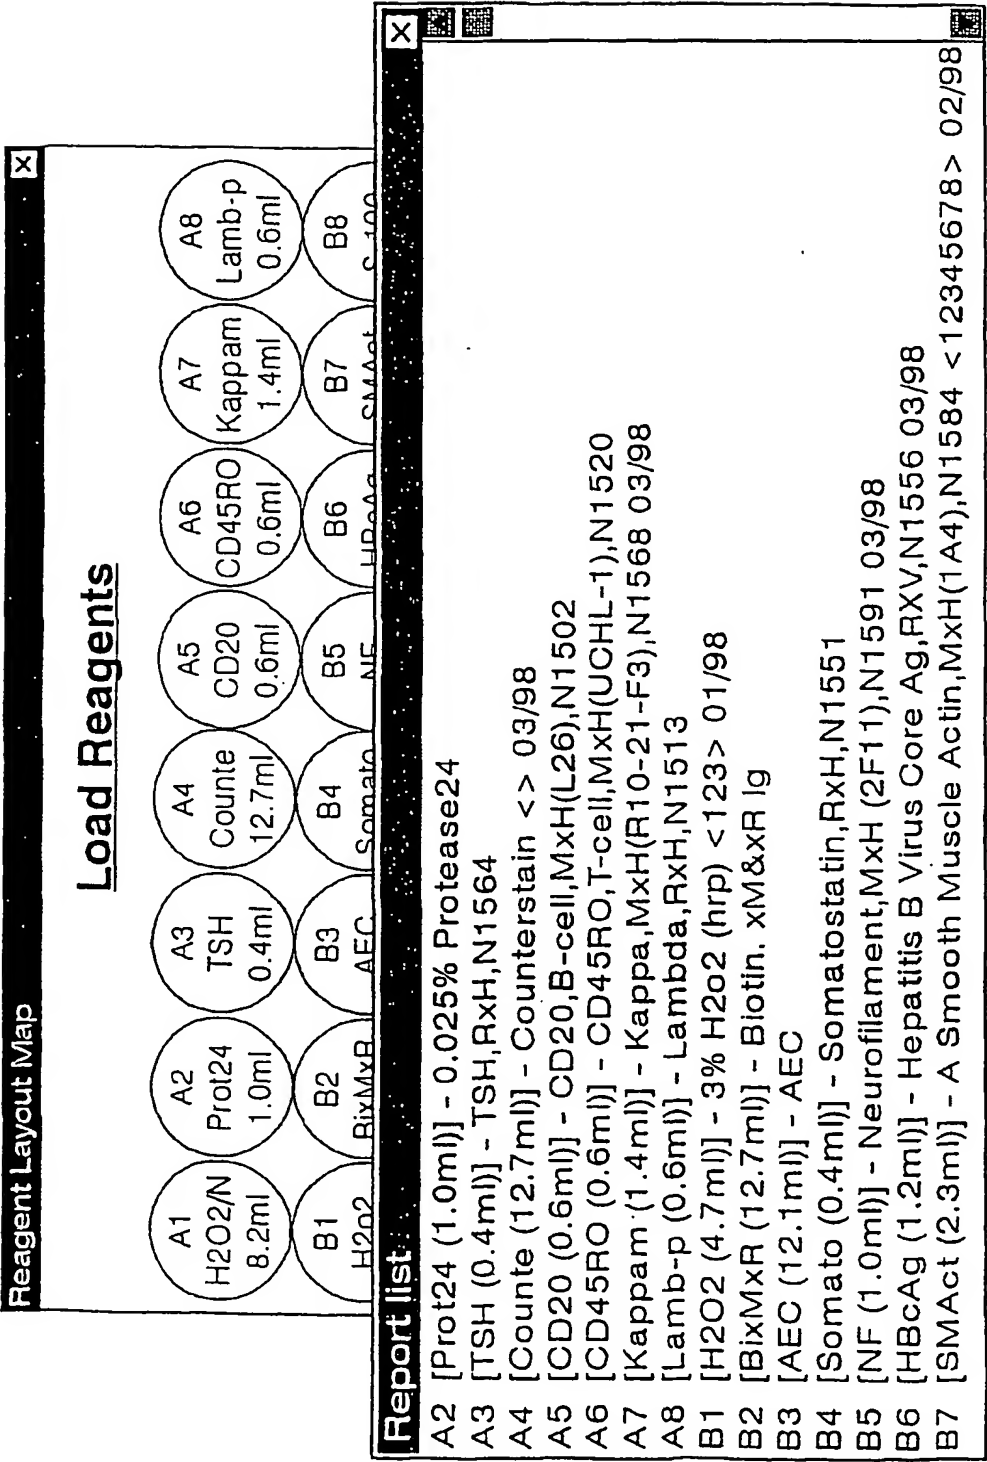 Reagent Layout Map
Load Reagents
A1
H2O2/N
8.2ml
A2
Prot24
1.0ml
A3
TSH
0.4ml
A4
Counte
12.7ml
A5
CD20
0.6ml
A6
CD45RO
0.6ml
A7
Kappam
1.4ml
A8
Lamb-p
0.6ml
B1
H2o2
B2
BixMxR
B3
AEC
B4
Somato
B5
NF
B6
HBcAg
B7
SMAct
B8
S-100
Report list
A2 [Prot24 (1.0ml)] - 0.025% Protease24
A3 [TSH (0.4ml)] - TSH,RxH,N1564
A4 [Counte (12.7ml)] - Counterstain <> 03/98
A5 [CD20 (0.6ml)] - CD20,B-cell,MxH(L26),N1502
A6 [CD45RO (0.6ml)] - CD45RO,T-cell,MxH(UCHL-1),N1520
A7 [Kappam (1.4ml)] - Kappa,MxH(R10-21-F3),N1568 03/98
A8 [Lamb-p (0.6ml)] - Lambda,RxH,N1513
B1 [H2O2 (4.7ml)] - 3% H2o2 (hrp) <123> 01/98
B2 [BixMxR (12.7ml)] - Biotin. xM&xR Ig
B3 [AEC (12.1ml)] - AEC
B4 [Somato (0.4ml)] - Somatostatin,RxH,N1551
B5 [NF (1.0ml)] - Neurofilament,MxH (2F11),N1591 03/98
B6 [HBcAg (1.2ml)] - Hepatitis B Virus Core Ag,RXV,N1556 03/98
B7 [SMAct (2.3ml)] - A Smooth Muscle Actin,MxH(1A4),N1584 <12345678> 02/98